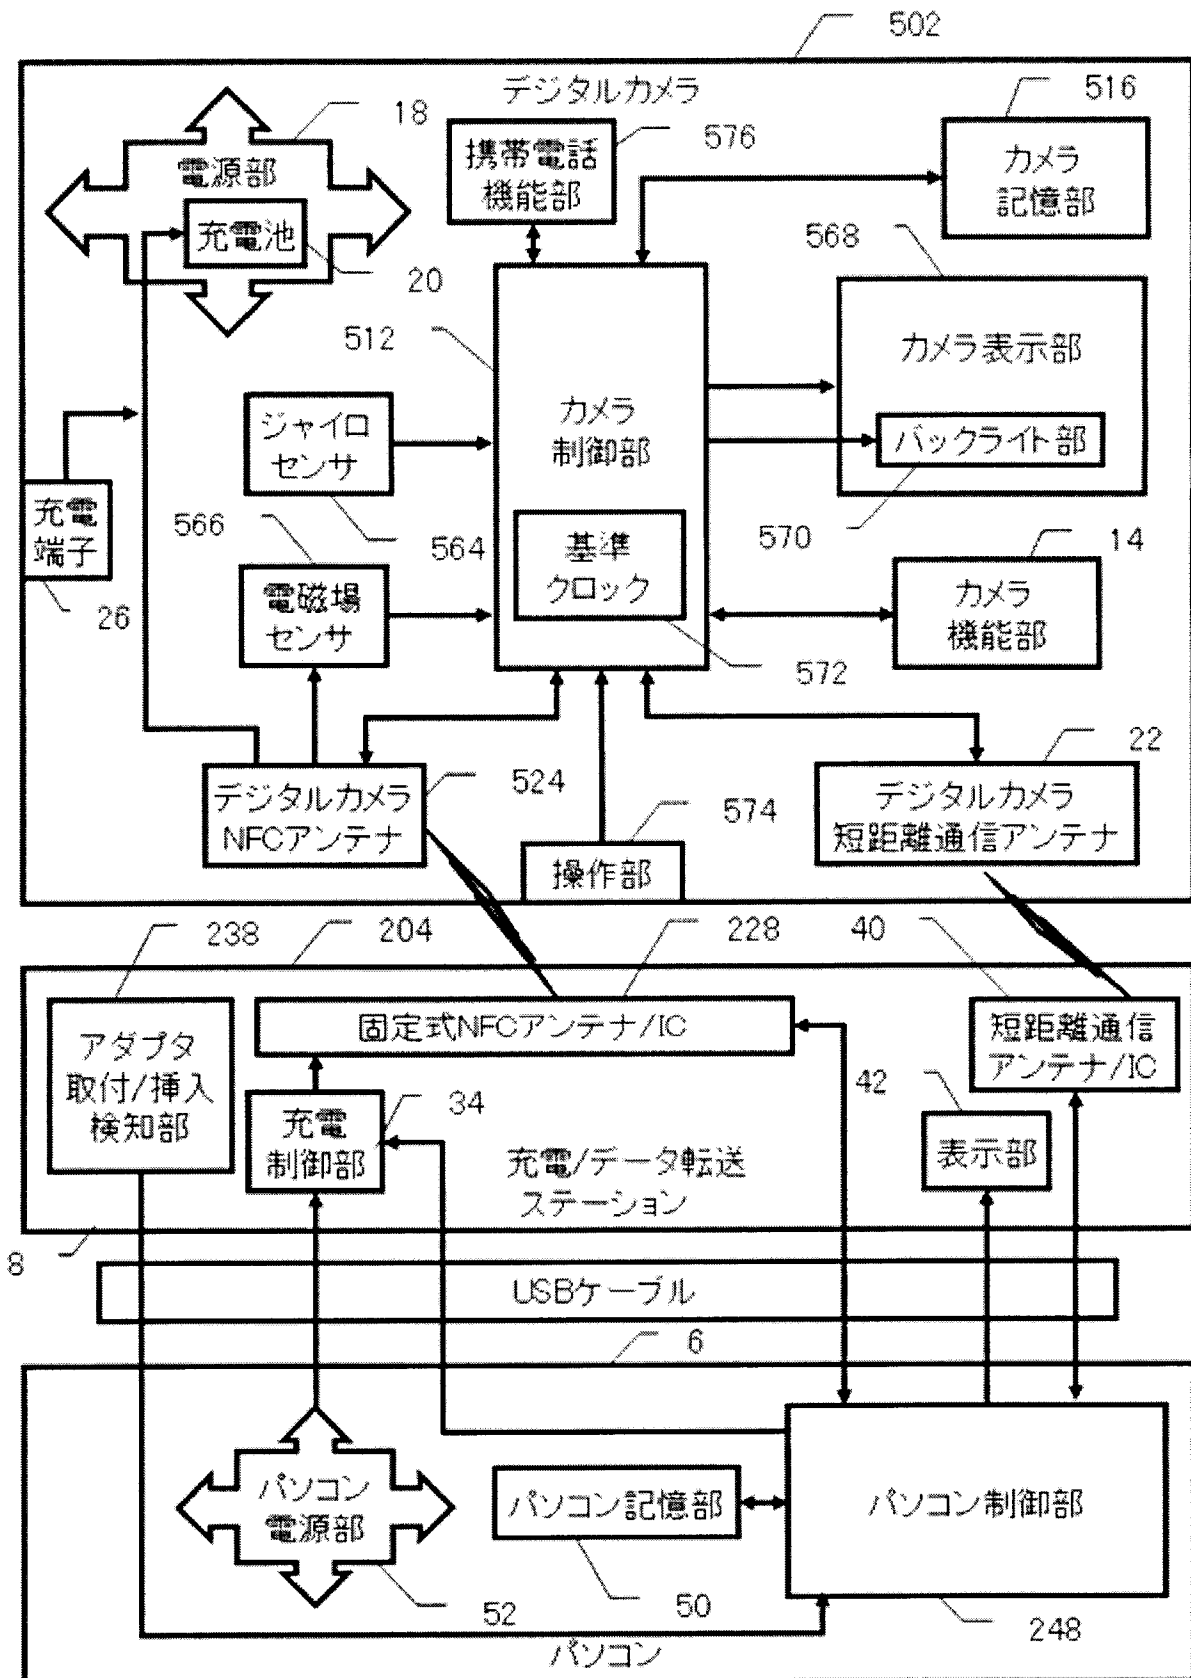 502
デジタルカメラ
18
電源部
充電池
20
携帯電話
機能部
576
516
カメラ
記憶部
568
カメラ表示部
バックライト部
570
512
カメラ
制御部
基準
クロック
572
ジャイロ
センサ
564
566
電磁場
センサ
充電
端子
26
14
カメラ
機能部
デジタルカメラ
NFCアンテナ
524
574
操作部
22
デジタルカメラ
短距離通信アンテナ
238
204
228
40
アダプタ
取付/挿入
検知部
固定式NFCアンテナ/IC
短距離通信
アンテナ/IC
充電
制御部
34
42
表示部
充電/データ転送
ステーション
8
USBケーブル
6
パソコン
電源部
52
パソコン記憶部
50
パソコン制御部
248
パソコン